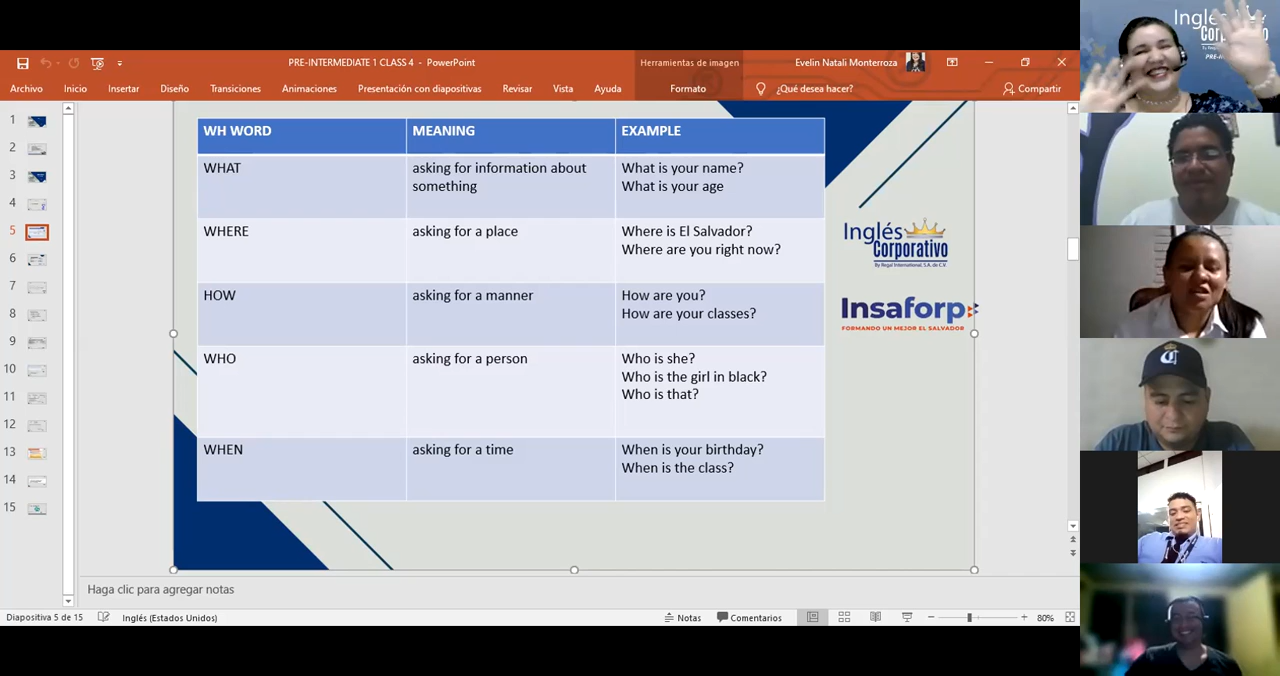 PRE-INTERMEDIATE 1 CLASS 4 - PowerPoint
Herramientas de imagen
Evelin Natali Monterroza
Archivo Inicio Insertar Diseño Transiciones Animaciones Presentación con diapositivas Revisar Vista Ayuda Formato ¿Qué desea hacer? Compartir
1
2
3
4
5
6
7
8
9
10
11
12
13
14
15
WH WORD MEANING EXAMPLE
WHAT asking for information about What is your name?
something What is your age
WHERE asking for a place Where is El Salvador?
Where are you right now?
HOW asking for a manner How are you?
How are your classes?
WHO asking for a person Who is she?
Who is the girl in black?
Who is that?
WHEN asking for a time When is your birthday?
When is the class?
Inglés
Corporativo
By Regal International, S.A. de C.V.
Insaforp
FORMANDO UN MEJOR EL SALVADOR
Haga clic para agregar notas
Diapositiva 5 de 15 Inglés (Estados Unidos) Notas Comentarios 80%
Inglés